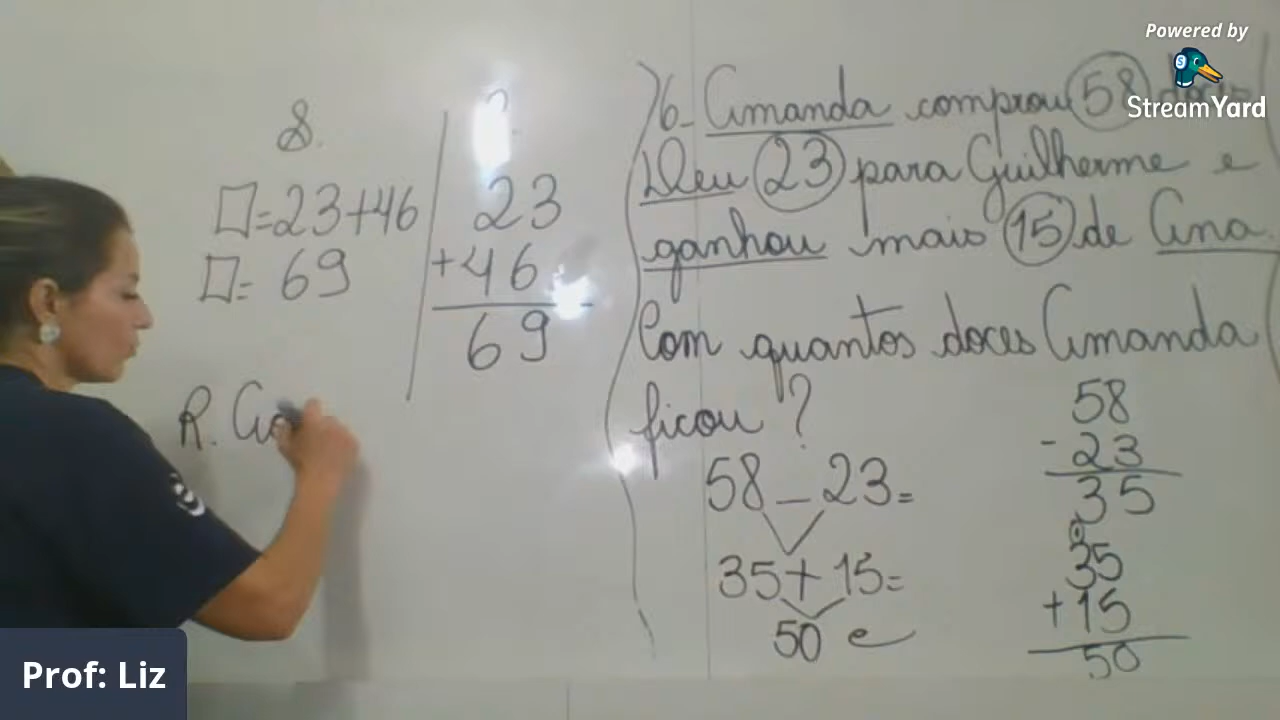 S.
□=23+46
□= 69
?
23
+46
69
R. Co
6- Amanda comprou 58 doces
Deu 23 para Guilherme e
ganhou mais 15 de Ana.
Com quantos doces Amanda
ficou?
58-23=
35+15=
50 e
58
-23
35
35
+15
50
Powered by
StreamYard
Prof: Liz